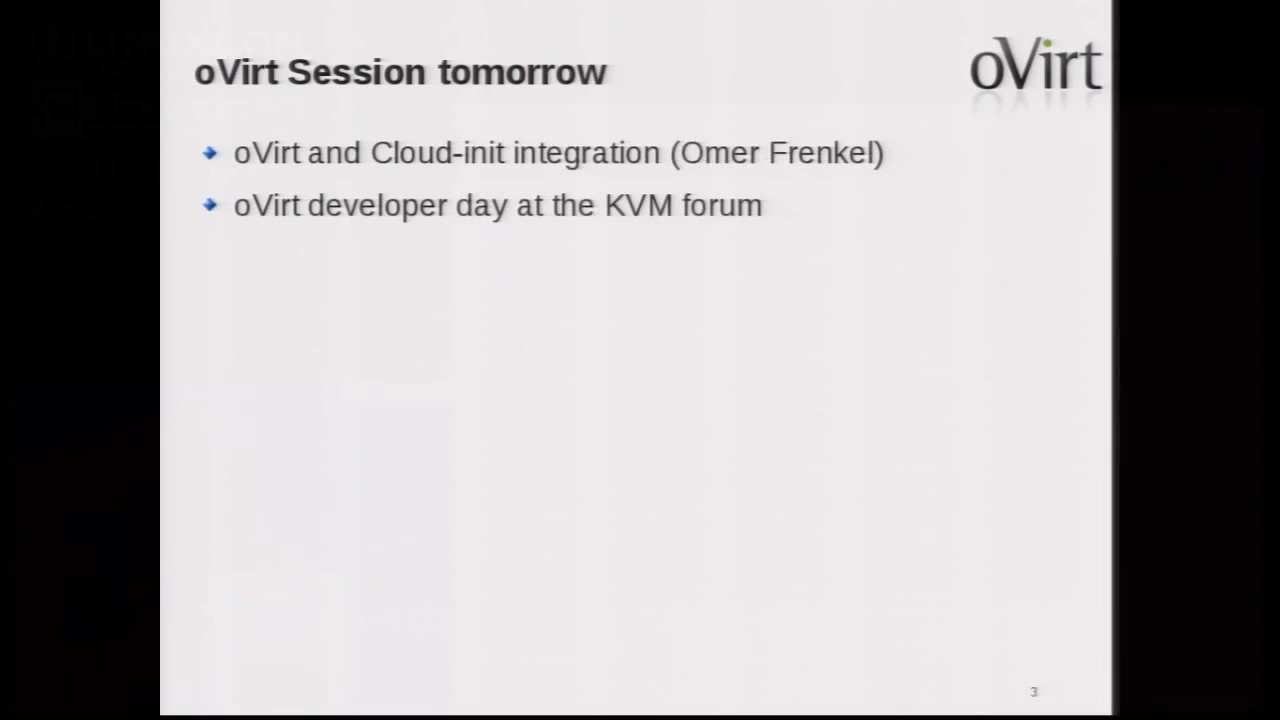 oVirt Session tomorrow
oVirt
oVirt and Cloud-init integration (Omer Frenkel)
oVirt developer day at the KVM forum
3